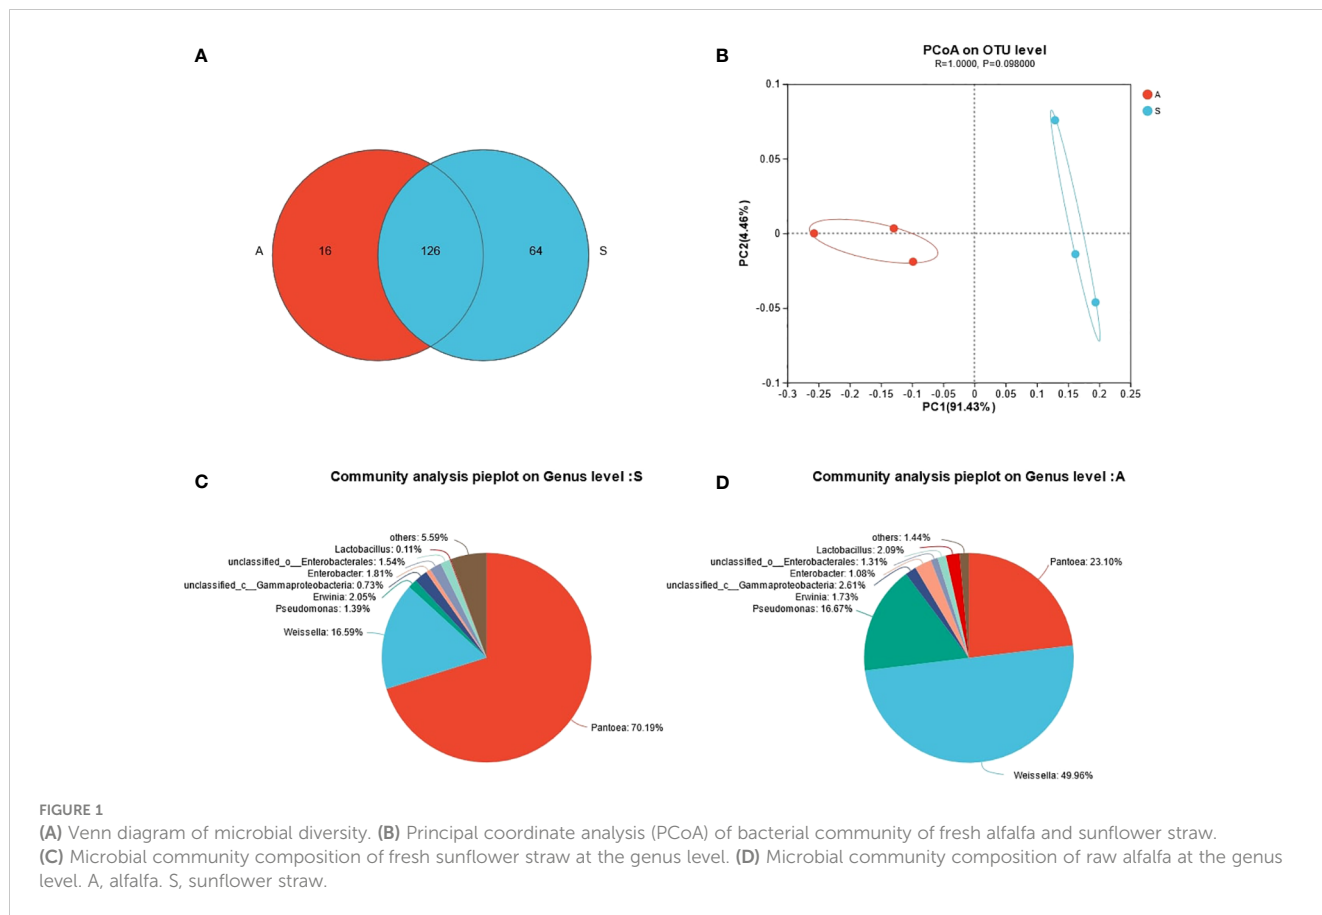 A
A
16
126
64
S
B
PCoA on OTU level
R=1.0000, P=0.098000
A
S
0.1
0.05
0
-0.05
-0.1
PC2(4.46%)
-0.3 -0.25 -0.2 -0.15 -0.1 -0.05 0 0.05 0.1 0.15 0.2 0.25
PC1(91.43%)
C
Community analysis pieplot on Genus level :S
others: 5.59%
Lactobacillus: 0.11%
unclassified_o__Enterobacterales: 1.54%
Enterobacter: 1.81%
unclassified_c__Gammaproteobacteria: 0.73%
Erwinia: 2.05%
Pseudomonas: 1.39%
Weissella: 16.59%
Pantoea: 70.19%
D
Community analysis pieplot on Genus level :A
others: 1.44%
Lactobacillus: 2.09%
unclassified_o__Enterobacterales: 1.31%
Enterobacter: 1.08%
unclassified_c__Gammaproteobacteria: 2.61%
Erwinia: 1.73%
Pseudomonas: 16.67%
Pantoea: 23.10%
Weissella: 49.96%
FIGURE 1
(A) Venn diagram of microbial diversity. (B) Principal coordinate analysis (PCoA) of bacterial community of fresh alfalfa and sunflower straw.
(C) Microbial community composition of fresh sunflower straw at the genus level. (D) Microbial community composition of raw alfalfa at the genus
level. A, alfalfa. S, sunflower straw.